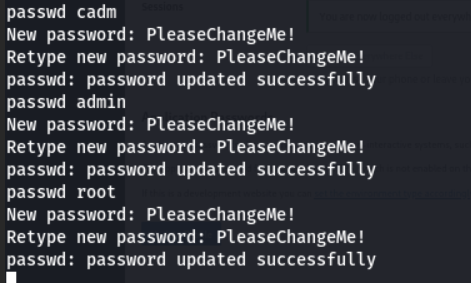 passwd cadm
New password: PleaseChangeMe!
Retype new password: PleaseChangeMe!
passwd: password updated successfully
passwd admin
New password: PleaseChangeMe!
Retype new password: PleaseChangeMe!
passwd: password updated successfully
passwd root
New password: PleaseChangeMe!
Retype new password: PleaseChangeMe!
passwd: password updated successfully